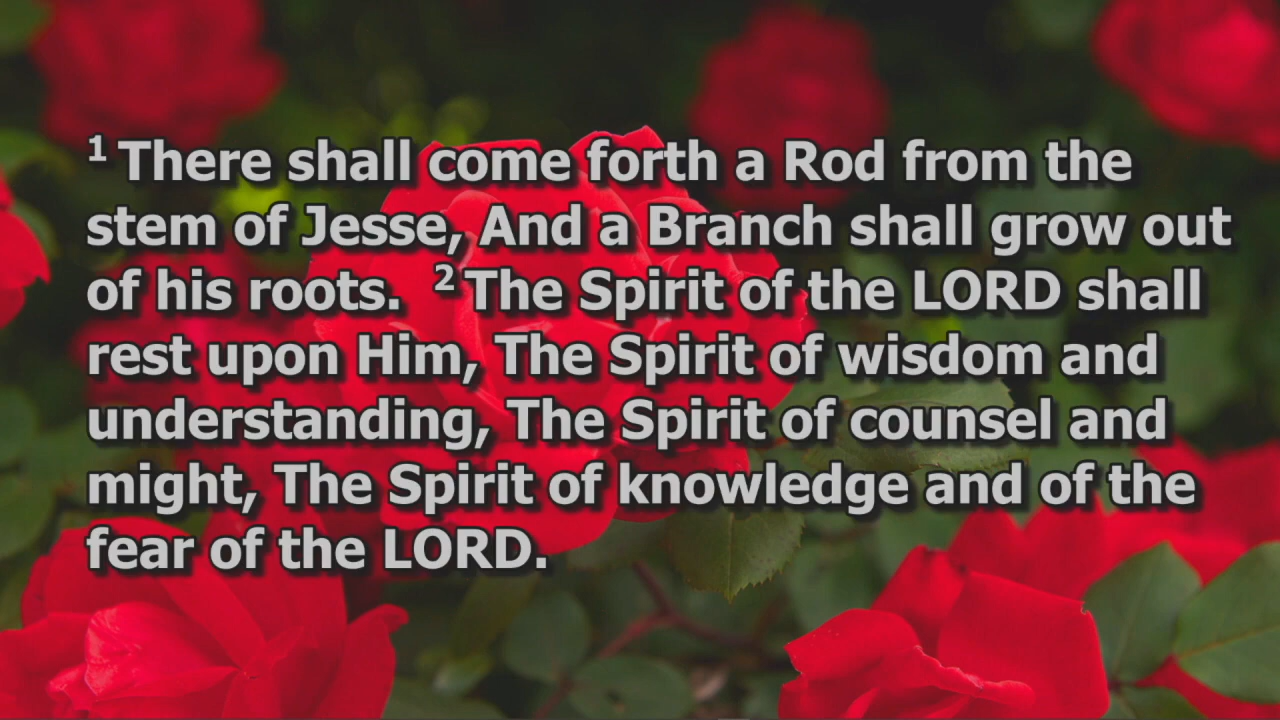 1 There shall come forth a Rod from the
stem of Jesse, And a Branch shall grow out
of his roots. 2 The Spirit of the LORD shall
rest upon Him, The Spirit of wisdom and
understanding, The Spirit of counsel and
might, The Spirit of knowledge and of the
fear of the LORD.